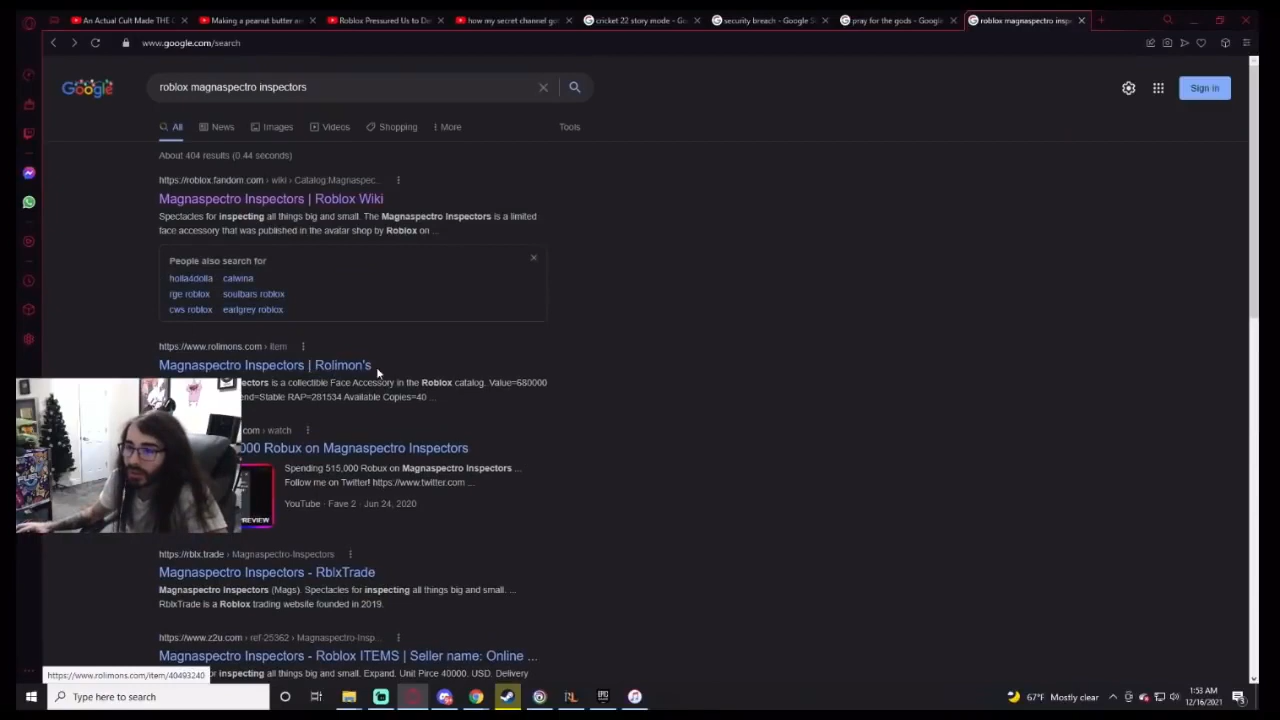 An Actual Cult Made THE
Making a peanut butter ar
Roblox Pressured Us to De
how my secret channel go
cricket 22 story mode - Goo
security breach - Google S
pray for the gods - Google
roblox magnaspectro insp
www.google.com/search
Google
roblox magnaspectro inspectors
Sign in
All
News
Images
Videos
Shopping
More
Tools
About 404 results (0.44 seconds)
https://roblox.fandom.com › wiki › Catalog:Magnaspec...
Magnaspectro Inspectors | Roblox Wiki
Spectacles for inspecting all things big and small. The Magnaspectro Inspectors is a limited
face accessory that was published in the avatar shop by Roblox on ...
People also search for
holla4dolla calwina
rge roblox soulbars roblox
cws roblox earlgrey roblox
https://www.rolimons.com › item
Magnaspectro Inspectors | Rolimon's
ectors is a collectible Face Accessory in the Roblox catalog. Value=680000
end=Stable RAP=281534 Available Copies=40 ...
.com › watch
000 Robux on Magnaspectro Inspectors
Spending 515,000 Robux on Magnaspectro Inspectors ...
Follow me on Twitter! https://www.twitter.com ...
PREVIEW
YouTube · Fave 2 · Jun 24, 2020
https://rblx.trade › Magnaspectro-Inspectors
Magnaspectro Inspectors - RblxTrade
Magnaspectro Inspectors (Mags). Spectacles for inspecting all things big and small. ...
RblxTrade is a Roblox trading website founded in 2019.
https://www.z2u.com › ref-25362 › Magnaspectro-Insp...
Magnaspectro Inspectors - Roblox ITEMS | Seller name: Online ...
for inspecting all things big and small. Expand. Unit Pirce 40000. USD. Delivery
https://www.rolimons.com/item/40493240
Type here to search
67°F Mostly clear
1:53 AM
12/16/2021